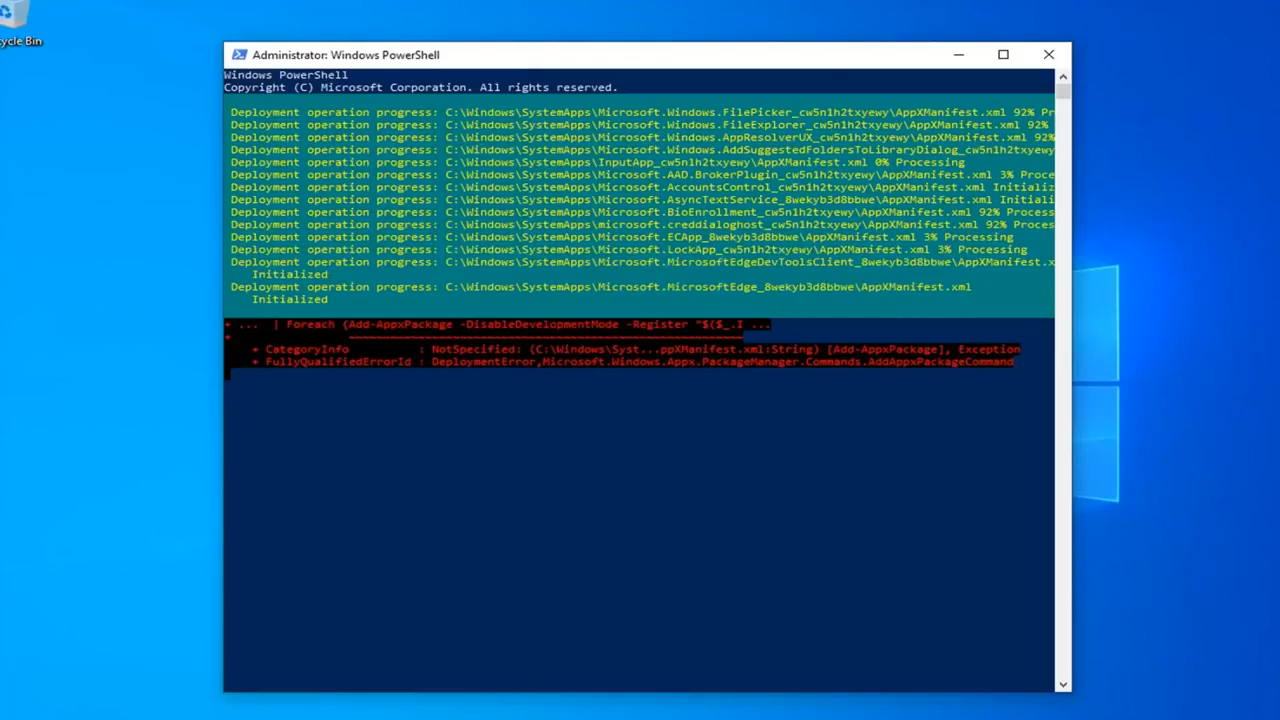 cycle Bin
Administrator: Windows PowerShell
Windows PowerShell
Copyright (C) Microsoft Corporation. All rights reserved.
Deployment operation progress: C:\Windows\SystemApps\Microsoft.Windows.FilePicker_cw5n1h2txyewy\AppXManifest.xml 92% Pr
Deployment operation progress: C:\Windows\SystemApps\Microsoft.Windows.FileExplorer_cw5n1h2txyewy\AppXManifest.xml 92%
Deployment operation progress: C:\Windows\SystemApps\Microsoft.Windows.AppResolverUX_cw5n1h2txyewy\AppXManifest.xml 92%
Deployment operation progress: C:\Windows\SystemApps\Microsoft.Windows.AddSuggestedFoldersToLibraryDialog_cw5n1h2txyewy
Deployment operation progress: C:\Windows\SystemApps\InputApp_cw5n1h2txyewy\AppXManifest.xml 0% Processing
Deployment operation progress: C:\Windows\SystemApps\Microsoft.AAD.BrokerPlugin_cw5n1h2txyewy\AppXManifest.xml 3% Proce
Deployment operation progress: C:\Windows\SystemApps\Microsoft.AccountsControl_cw5n1h2txyewy\AppXManifest.xml Initializ
Deployment operation progress: C:\Windows\SystemApps\Microsoft.AsyncTextService_8wekyb3d8bbwe\AppXManifest.xml Initiali
Deployment operation progress: C:\Windows\SystemApps\Microsoft.BioEnrollment_cw5n1h2txyewy\AppXManifest.xml 92% Process
Deployment operation progress: C:\Windows\SystemApps\Microsoft.creddialoghost_cw5n1h2txyewy\AppXManifest.xml 92% Proces
Deployment operation progress: C:\Windows\SystemApps\Microsoft.ECApp_8wekyb3d8bbwe\AppXManifest.xml 3% Processing
Deployment operation progress: C:\Windows\SystemApps\Microsoft.LockApp_cw5n1h2txyewy\AppXManifest.xml 3% Processing
Deployment operation progress: C:\Windows\SystemApps\Microsoft.MicrosoftEdgeDevToolsClient_8wekyb3d8bbwe\AppXManifest.x
Initialized
Deployment operation progress: C:\Windows\SystemApps\Microsoft.MicrosoftEdge_8wekyb3d8bbwe\AppXManifest.xml
Initialized
+ ... | Foreach {Add-AppxPackage -DisableDevelopmentMode -Register "$($_.I ...
+ ~~~~~~~~~~~~~~~~~~~~~~~~~~~~~~~~~~~~~~~~~~~~~~~~~~~~~~~~~
+ CategoryInfo : NotSpecified: (C:\Windows\Syst...ppXManifest.xml:String) [Add-AppxPackage], Exception
+ FullyQualifiedErrorId : DeploymentError,Microsoft.Windows.Appx.PackageManager.Commands.AddAppxPackageCommand